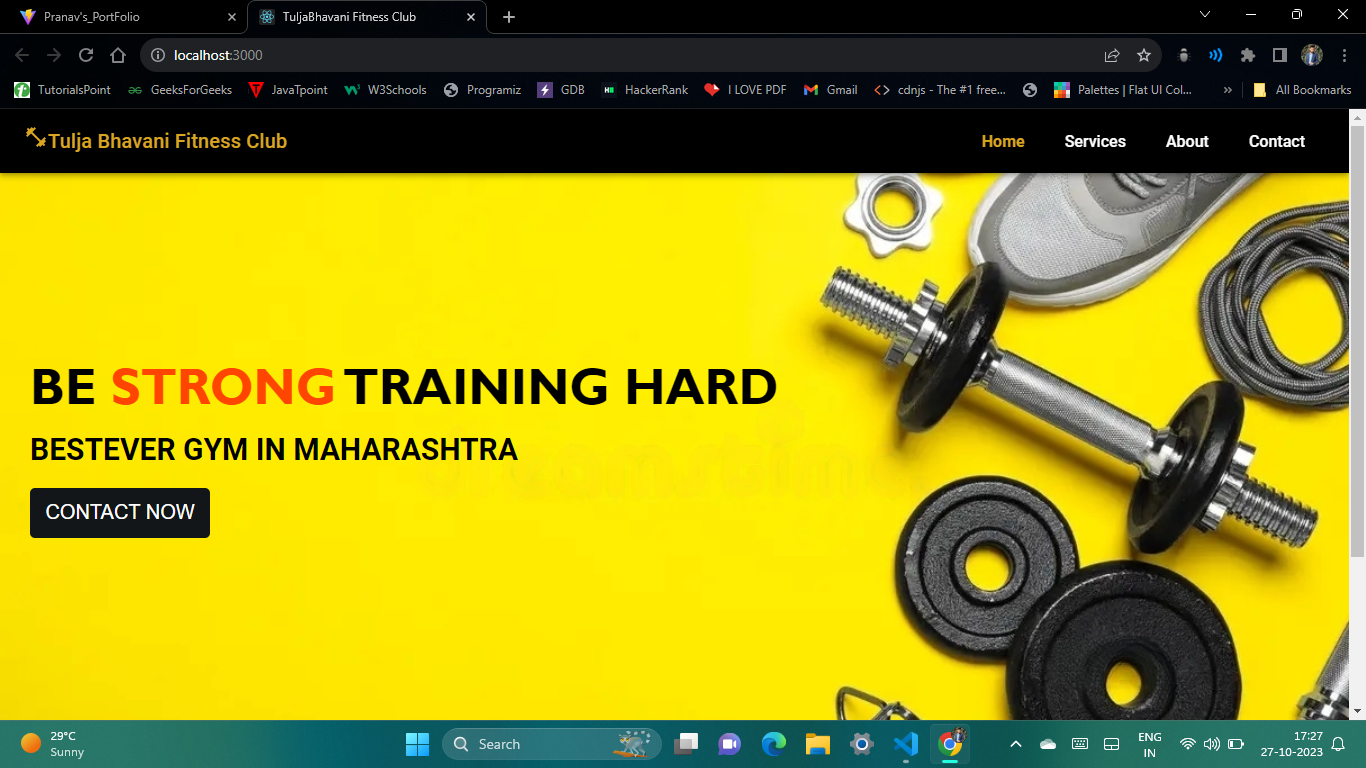 Pranav's_PortFolio
TuljaBhavani Fitness Club
localhost:3000
TutorialsPoint
GeeksForGeeks
JavaTpoint
W3Schools
Programiz
GDB
HackerRank
I LOVE PDF
Gmail
cdnjs - The #1 free...
Palettes | Flat UI Col...
»
All Bookmarks
Tulja Bhavani Fitness Club
Home
Services
About
Contact
BE STRONG TRAINING HARD
BESTEVER GYM IN MAHARASHTRA
CONTACT NOW
29°C
Sunny
Search
ENG
IN
17:27
27-10-2023